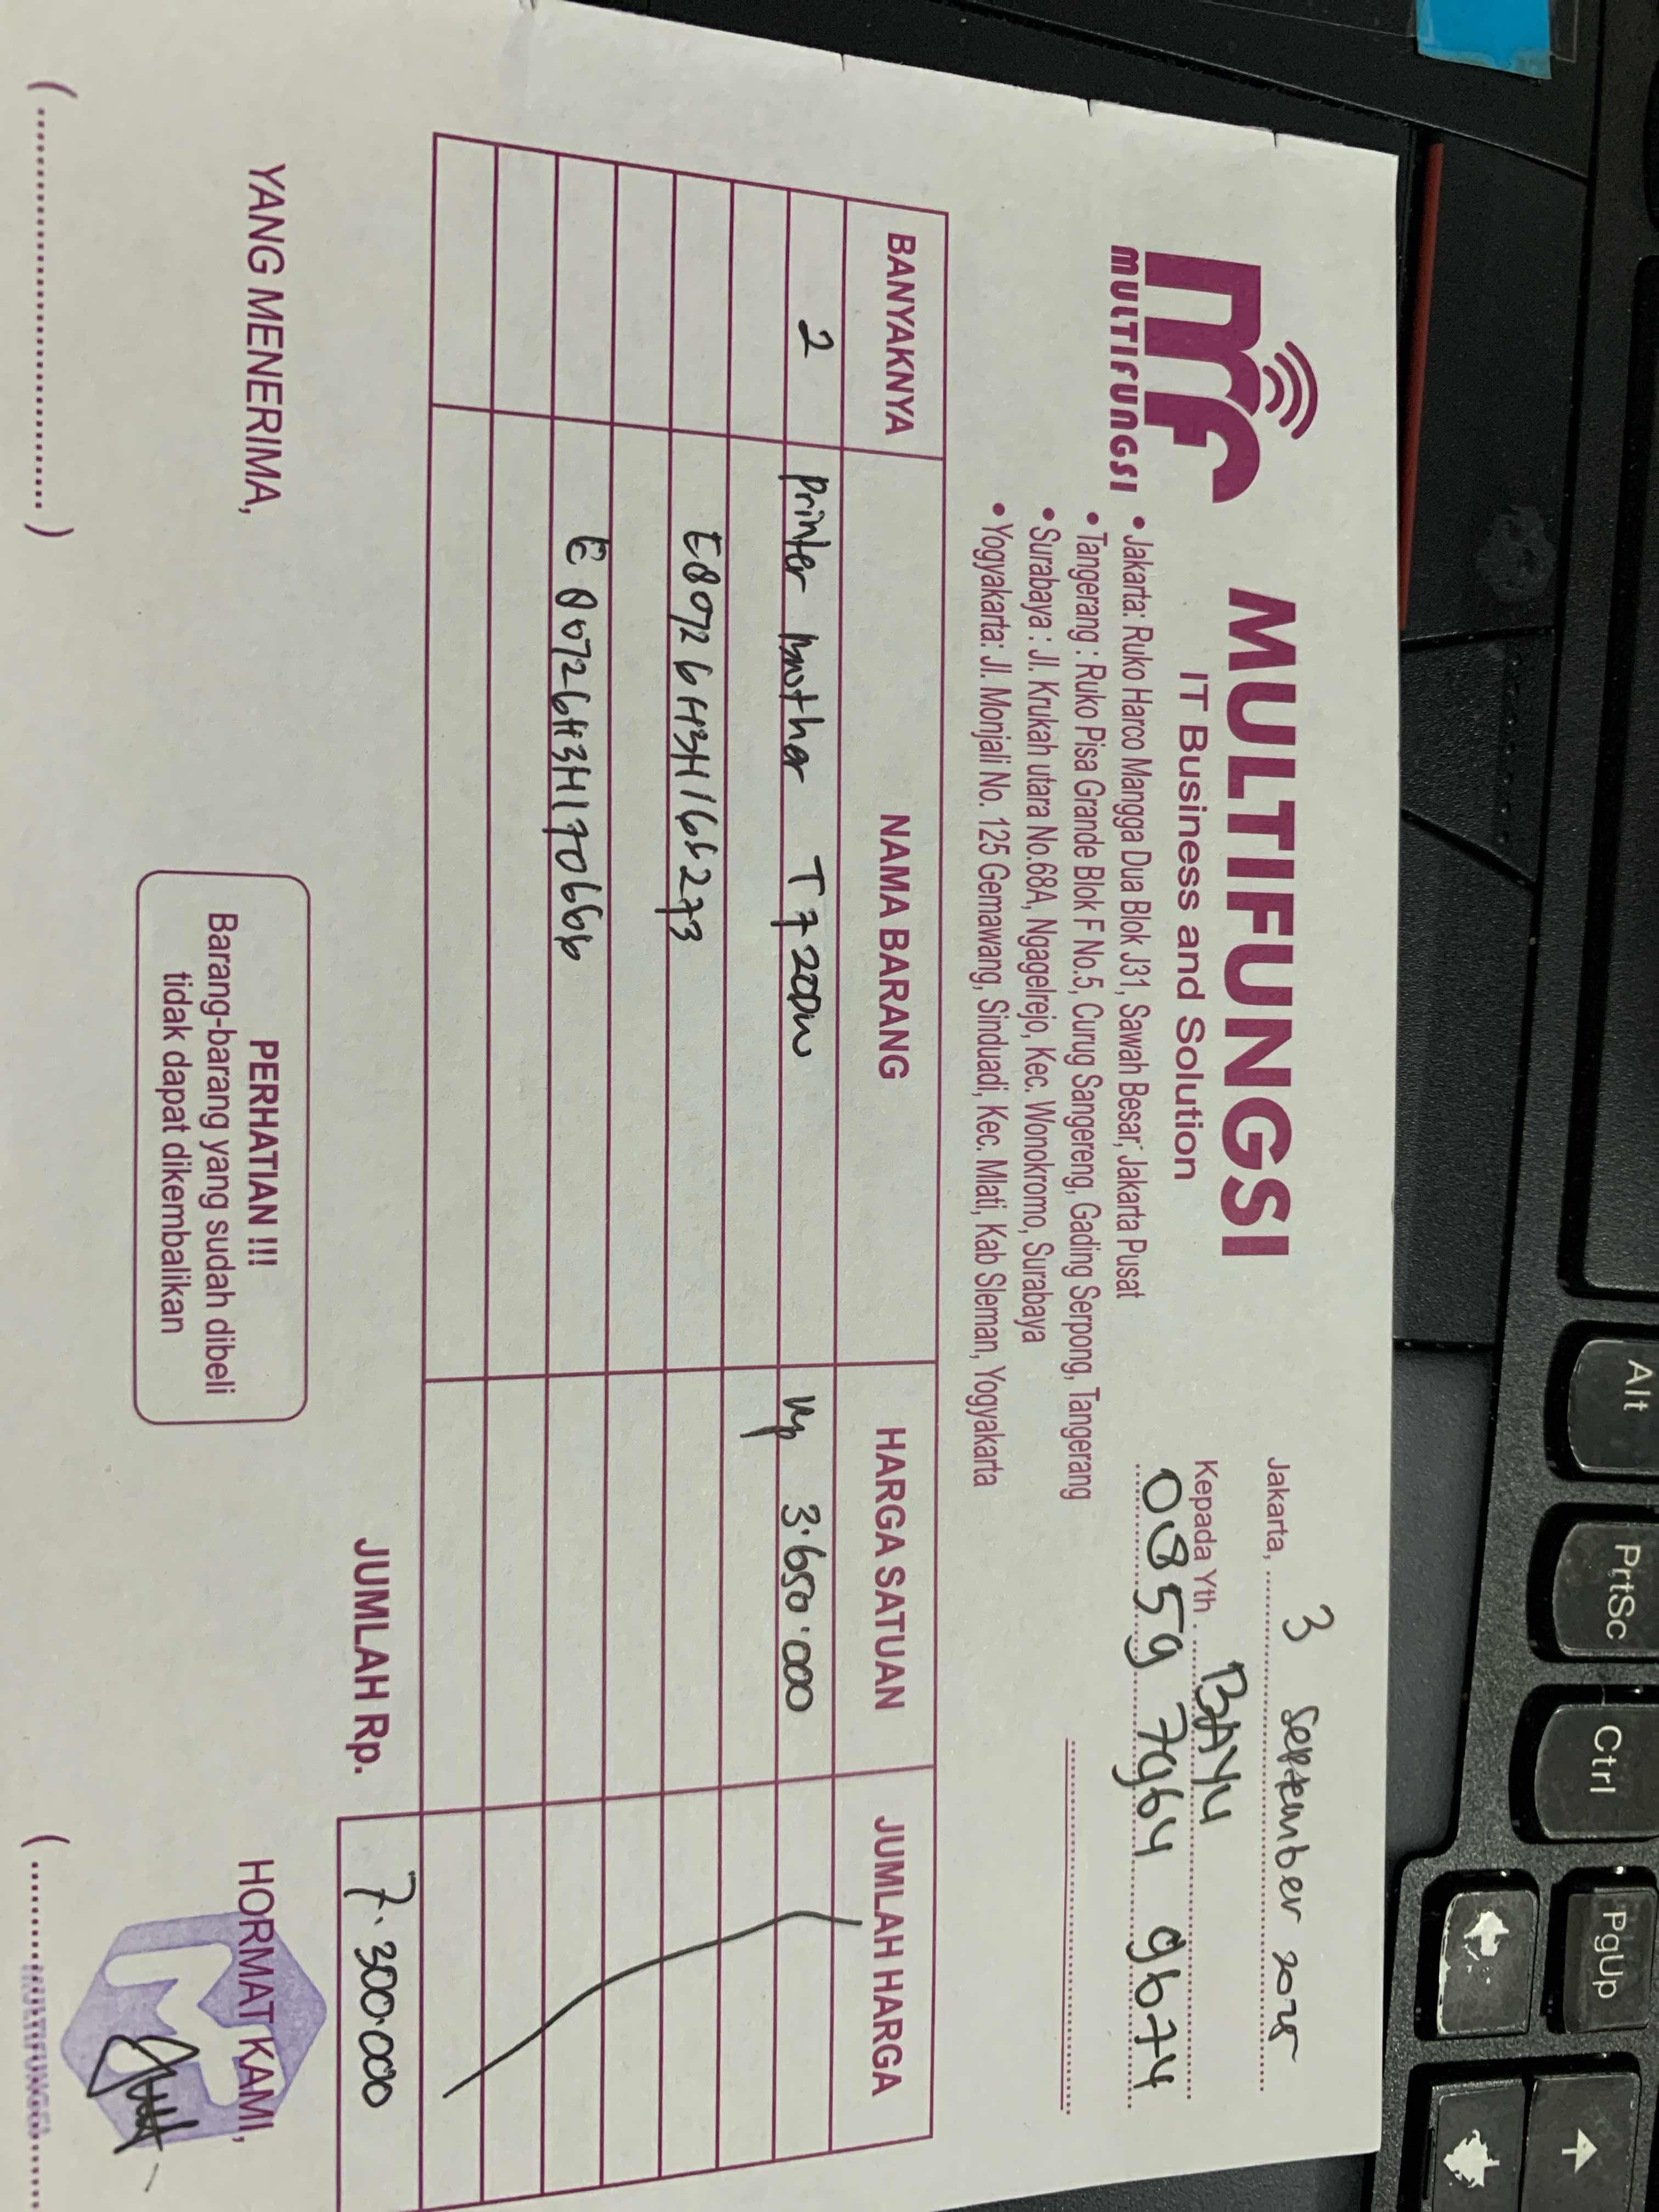 MULTIFUNGSI
MULTIFUNGSI
IT Business and Solution
• Jakarta: Ruko Harco Mangga Dua Blok J31, Sawah Besar, Jakarta Pusat
• Tangerang : Ruko Pisa Grande Blok F No.5, Curug Sangereng, Gading Serpong, Tangerang
• Surabaya : Jl. Krukah utara No.68A, Ngagelrejo, Kec. Wonokromo, Surabaya
• Yogyakarta: Jl. Monjali No. 125 Gemawang, Sinduadi, Kec. Mlati, Kab Sleman, Yogyakarta
Jakarta, 3 September 2025
Kepada Yth. BAYU
0859 7964 9674
BANYAKNYA NAMA BARANG HARGA SATUAN JUMLAH HARGA
2 Printer brother T720DW Rp 3.650.000
E80726H3H166273
E80726H3H170666
JUMLAH Rp. 7.300.000
YANG MENERIMA,
PERHATIAN !!!
Barang-barang yang sudah dibeli
tidak dapat dikembalikan
HORMAT KAMI,
MULTIFUNGSI
Alt
PrtSc
Ctrl
PgUp